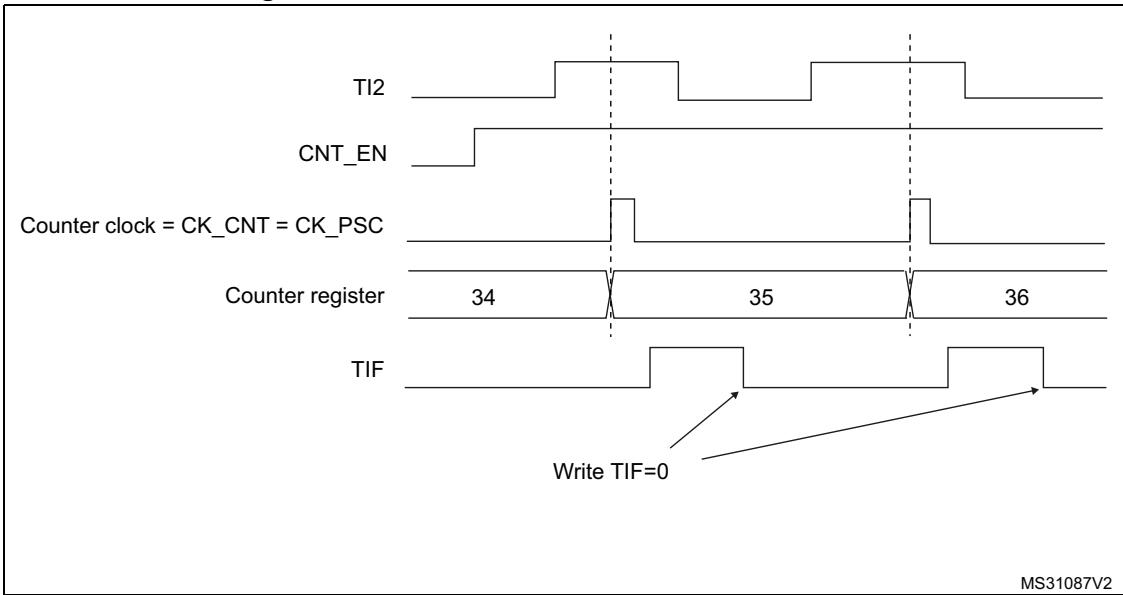 TI2
CNT_EN
Counter clock = CK_CNT = CK_PSC
Counter register 34 35 36
TIF
Write TIF=0
MS31087V2